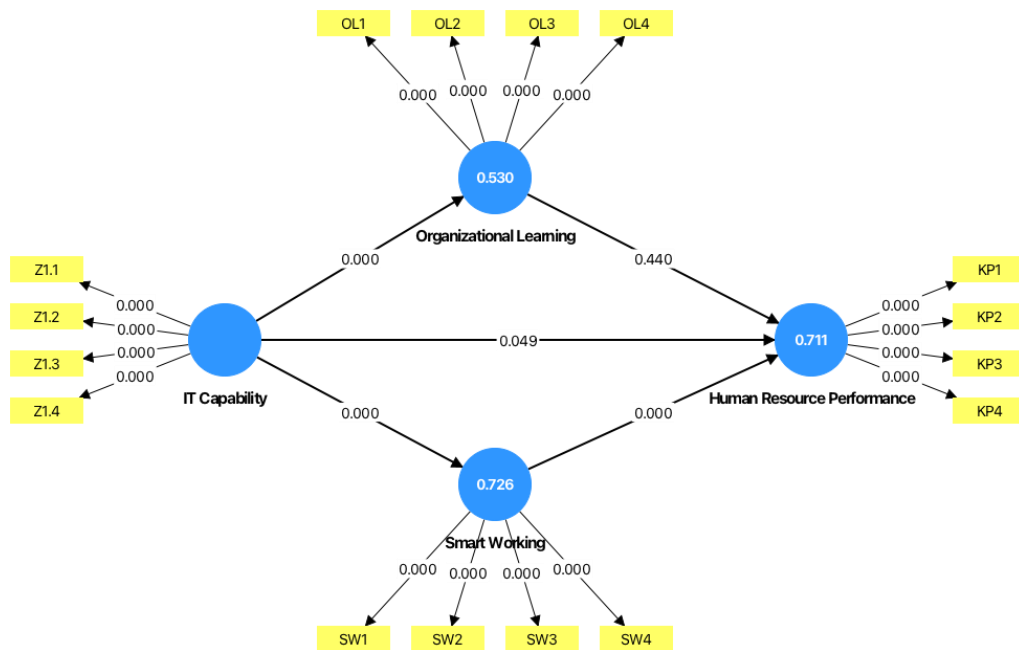 OL1 OL2 OL3 OL4
0.000 0.000 0.000 0.000
0.530
Organizational Learning
0.000 0.440
Z1.1
Z1.2
Z1.3
Z1.4
0.000
0.000
0.000
0.000
IT Capability
0.049
0.711
Human Resource Performance
0.000
0.000
0.000
0.000
KP1
KP2
KP3
KP4
0.000 0.000
0.726
Smart Working
0.000 0.000 0.000 0.000
SW1 SW2 SW3 SW4